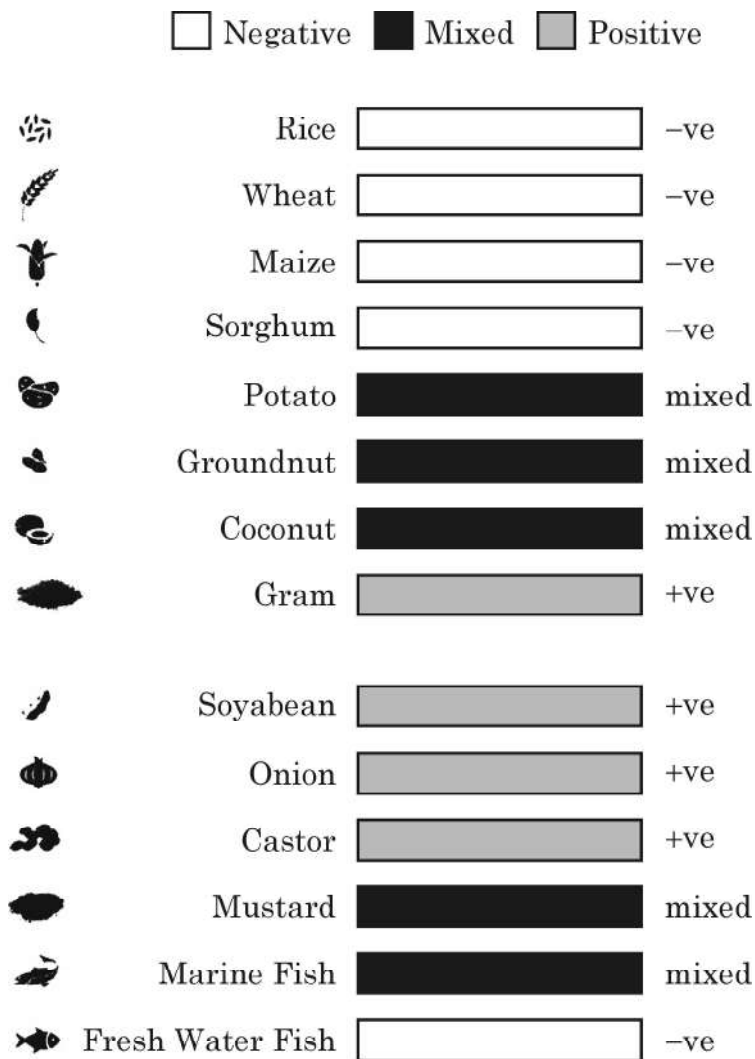 Negative Mixed Positive
Rice –ve
Wheat –ve
Maize –ve
Sorghum –ve
Potato mixed
Groundnut mixed
Coconut mixed
Gram +ve
Soyabean +ve
Onion +ve
Castor +ve
Mustard mixed
Marine Fish mixed
Fresh Water Fish –ve